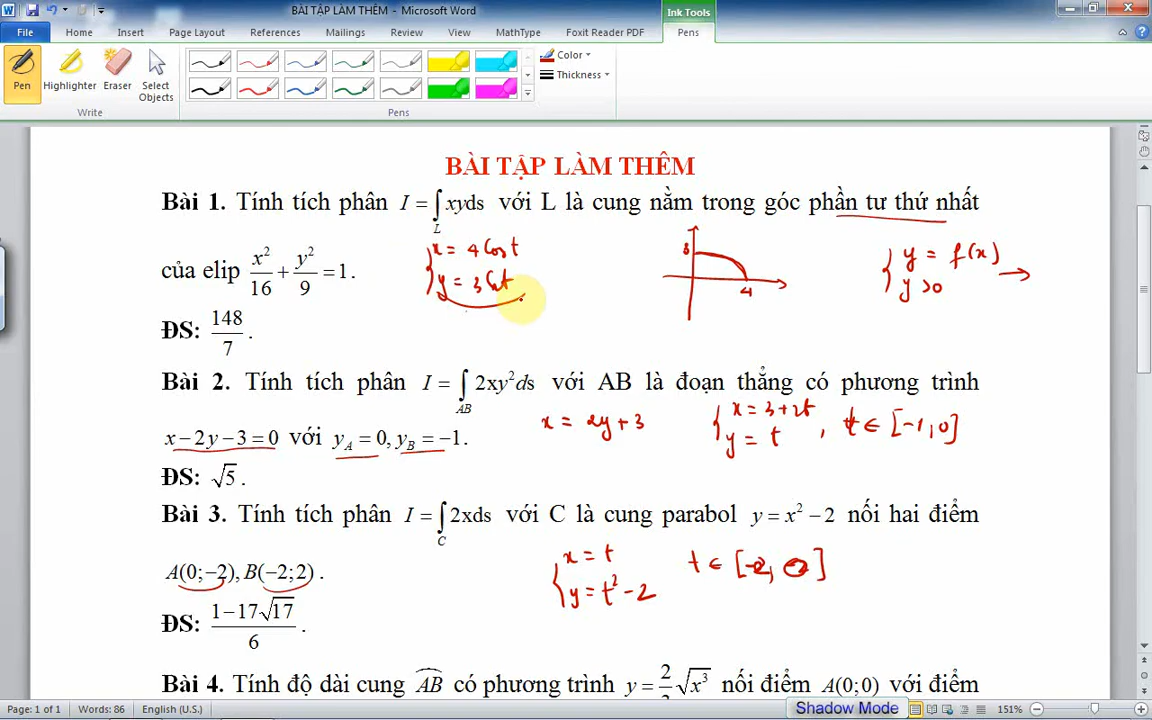 BÀI TẬP LÀM THÊM - Microsoft Word
Ink Tools
File Home Insert Page Layout References Mailings Review View MathType Foxit Reader PDF Pens
Pen Highlighter Eraser Select Objects
Color
Thickness
Write Pens
BÀI TẬP LÀM THÊM
Bài 1. Tính tích phân I = ∫_L xyds với L là cung nằm trong góc phần tư thứ nhất
của elip x²/16 + y²/9 = 1.
x = 4 Cost
y = 3
3
4
y = f(x)
y >0
ĐS: 148/7.
Bài 2. Tính tích phân I = ∫_AB 2xy²ds với AB là đoạn thẳng có phương trình
x = 2y + 3
x = 3 + 2t
y = t , t ∈ [-1, 0]
x − 2y − 3 = 0 với y_A = 0, y_B = −1.
ĐS: √5.
Bài 3. Tính tích phân I = ∫_C 2xds với C là cung parabol y = x² − 2 nối hai điểm
x = t
y = t² - 2
t ∈ [
A(0;−2), B(−2;2).
ĐS: (1−17√17)/6.
Bài 4. Tính độ dài cung AB có phương trình y = 2/3 √x³ nối điểm A(0;0) với điểm
Page: 1 of 1 Words: 86 English (U.S.) Shadow Mode 151%